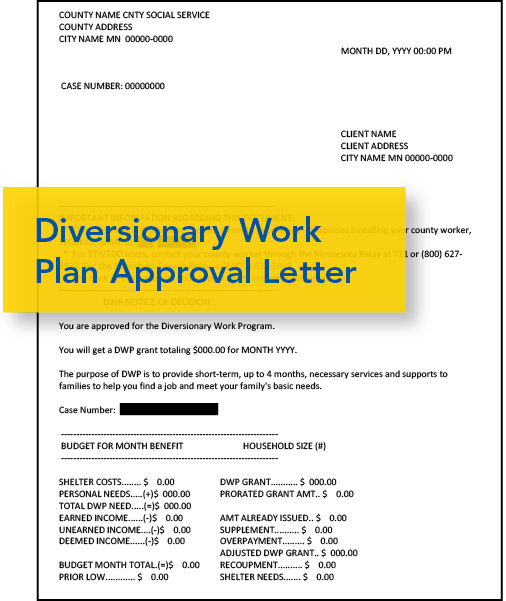 COUNTY NAME CNTY SOCIAL SERVICE
COUNTY ADDRESS
CITY NAME MN  00000-0000
MONTH DD, YYYY 00:00 PM
CASE NUMBER: 00000000
CLIENT NAME
CLIENT ADDRESS
CITY NAME MN 00000-0000
IMPORTANT INFORMATION REGARDING THIS DOCUMENT:
by calling your county worker,
* For TTY/TDD users, contact your county worker through the Minnesota Relay at 711 or (800) 627-
Diversionary Work
Plan Approval Letter
DWP NOTICE OF DECISION
You are approved for the Diversionary Work Program.
You will get a DWP grant totaling $000.00 for MONTH YYYY.
The purpose of DWP is to provide short-term, up to 4 months, necessary services and supports to
families to help you find a job and meet your family's basic needs.
Case Number:
--------------------------------------------------------------------------
BUDGET FOR MONTH BENEFIT HOUSEHOLD SIZE (#)
--------------------------------------------------------------------------
SHELTER COSTS........ $ 0.00 DWP GRANT........... $ 000.00
PERSONAL NEEDS.....(+)$ 000.00 PRORATED GRANT AMT.. $ 0.00
TOTAL DWP NEED.....(=)$ 000.00
EARNED INCOME......(-)$ 0.00 AMT ALREADY ISSUED.. $ 0.00
UNEARNED INCOME....(-)$ 0.00 SUPPLEMENT.......... $ 0.00
DEEMED INCOME......(-)$ 0.00 OVERPAYMENT......... $ 0.00
ADJUSTED DWP GRANT.. $ 000.00
BUDGET MONTH TOTAL.(=)$ 0.00 RECOUPMENT.......... $ 0.00
PRIOR LOW............ $ 0.00 SHELTER NEEDS....... $ 0.00